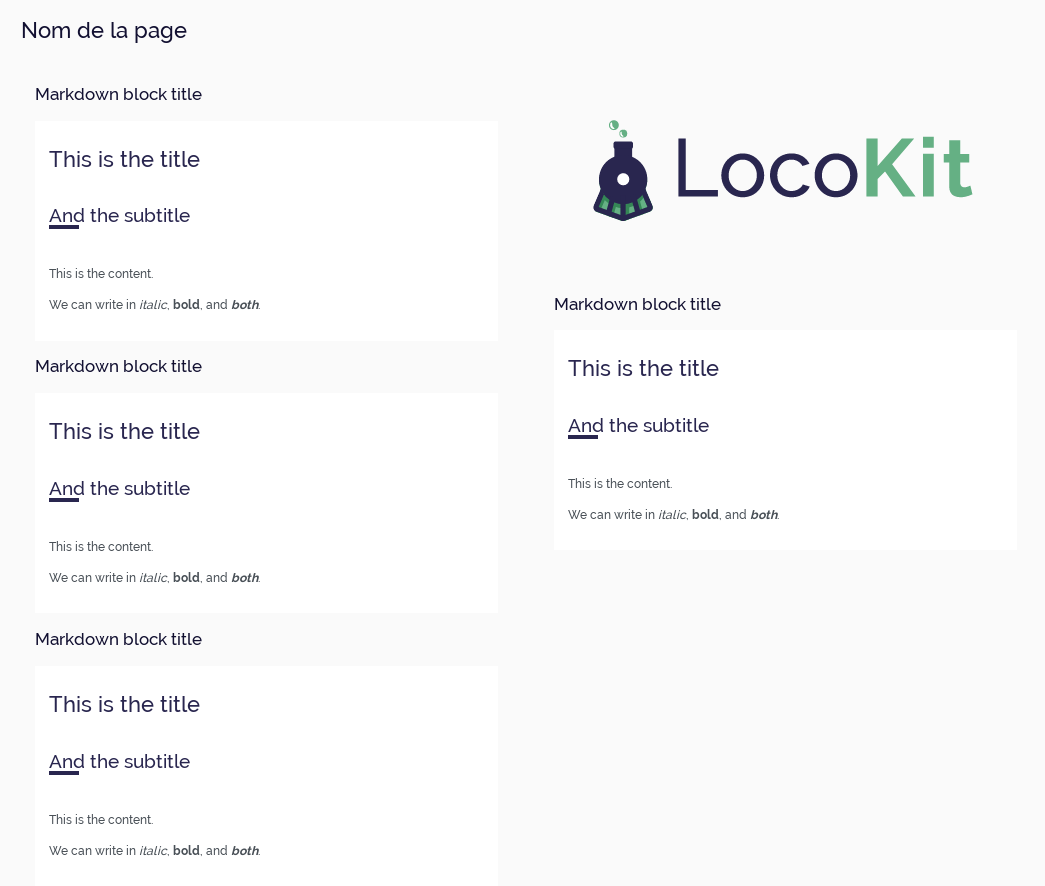 Nom de la page
Markdown block title
This is the title
And the subtitle
This is the content.
We can write in italic, bold, and both.
Markdown block title
This is the title
And the subtitle
This is the content.
We can write in italic, bold, and both.
Markdown block title
This is the title
And the subtitle
This is the content.
We can write in italic, bold, and both.
LocoKit
Markdown block title
This is the title
And the subtitle
This is the content.
We can write in italic, bold, and both.